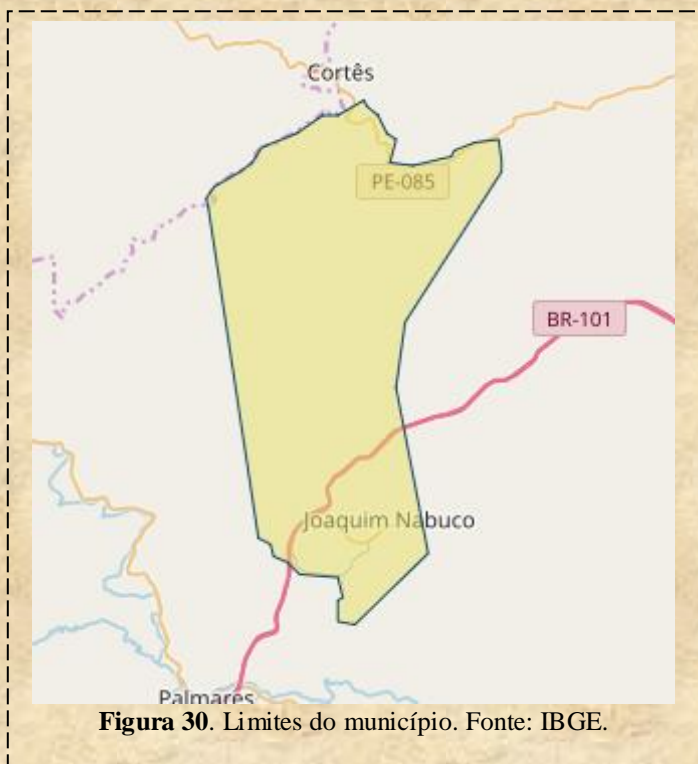 Cortês
PE-085
BR-101
Joaquim Nabuco
Palmares
Figura 30. Limites do município. Fonte: IBGE.